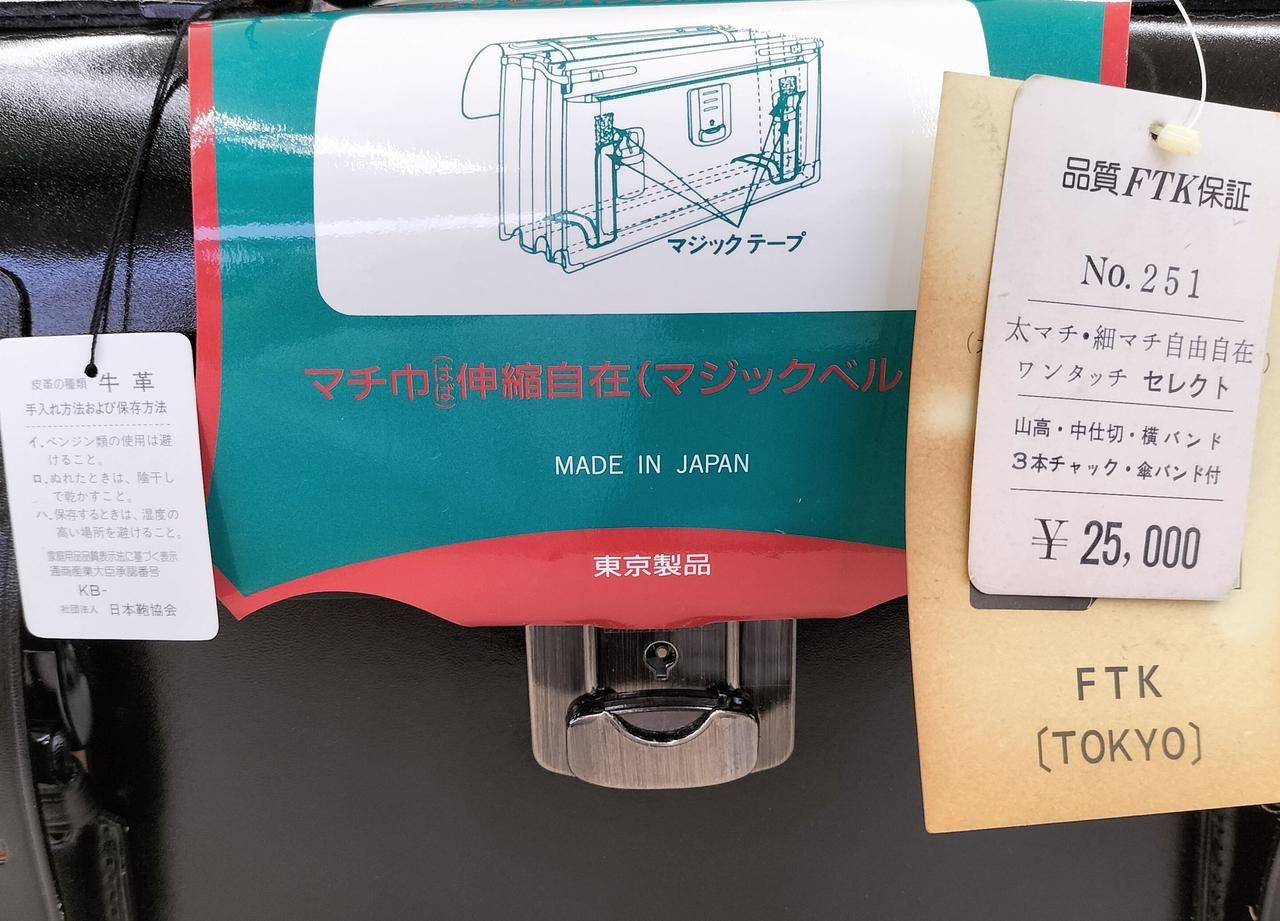 マジックテープ
マチ巾(はば)伸縮自在(マジックベル
MADE IN JAPAN
東京製品
皮革の種類 牛革
手入れ方法および保存方法
イ.ベンジン類の使用は避
けること。
ロ.ぬれたときは、陰干し
で乾かすこと。
ハ.保存するときは、湿度の
高い場所を避けること。
家庭用品品質表示法に基づく表示
通商産業大臣承認番号
KB-
社団法人 日本鞄協会
品質FTK保証
No.251
太マチ・細マチ自由自在
ワンタッチ セレクト
山高・中仕切・横バンド
3本チャック・傘バンド付
¥25,000
FTK
〔TOKYO〕